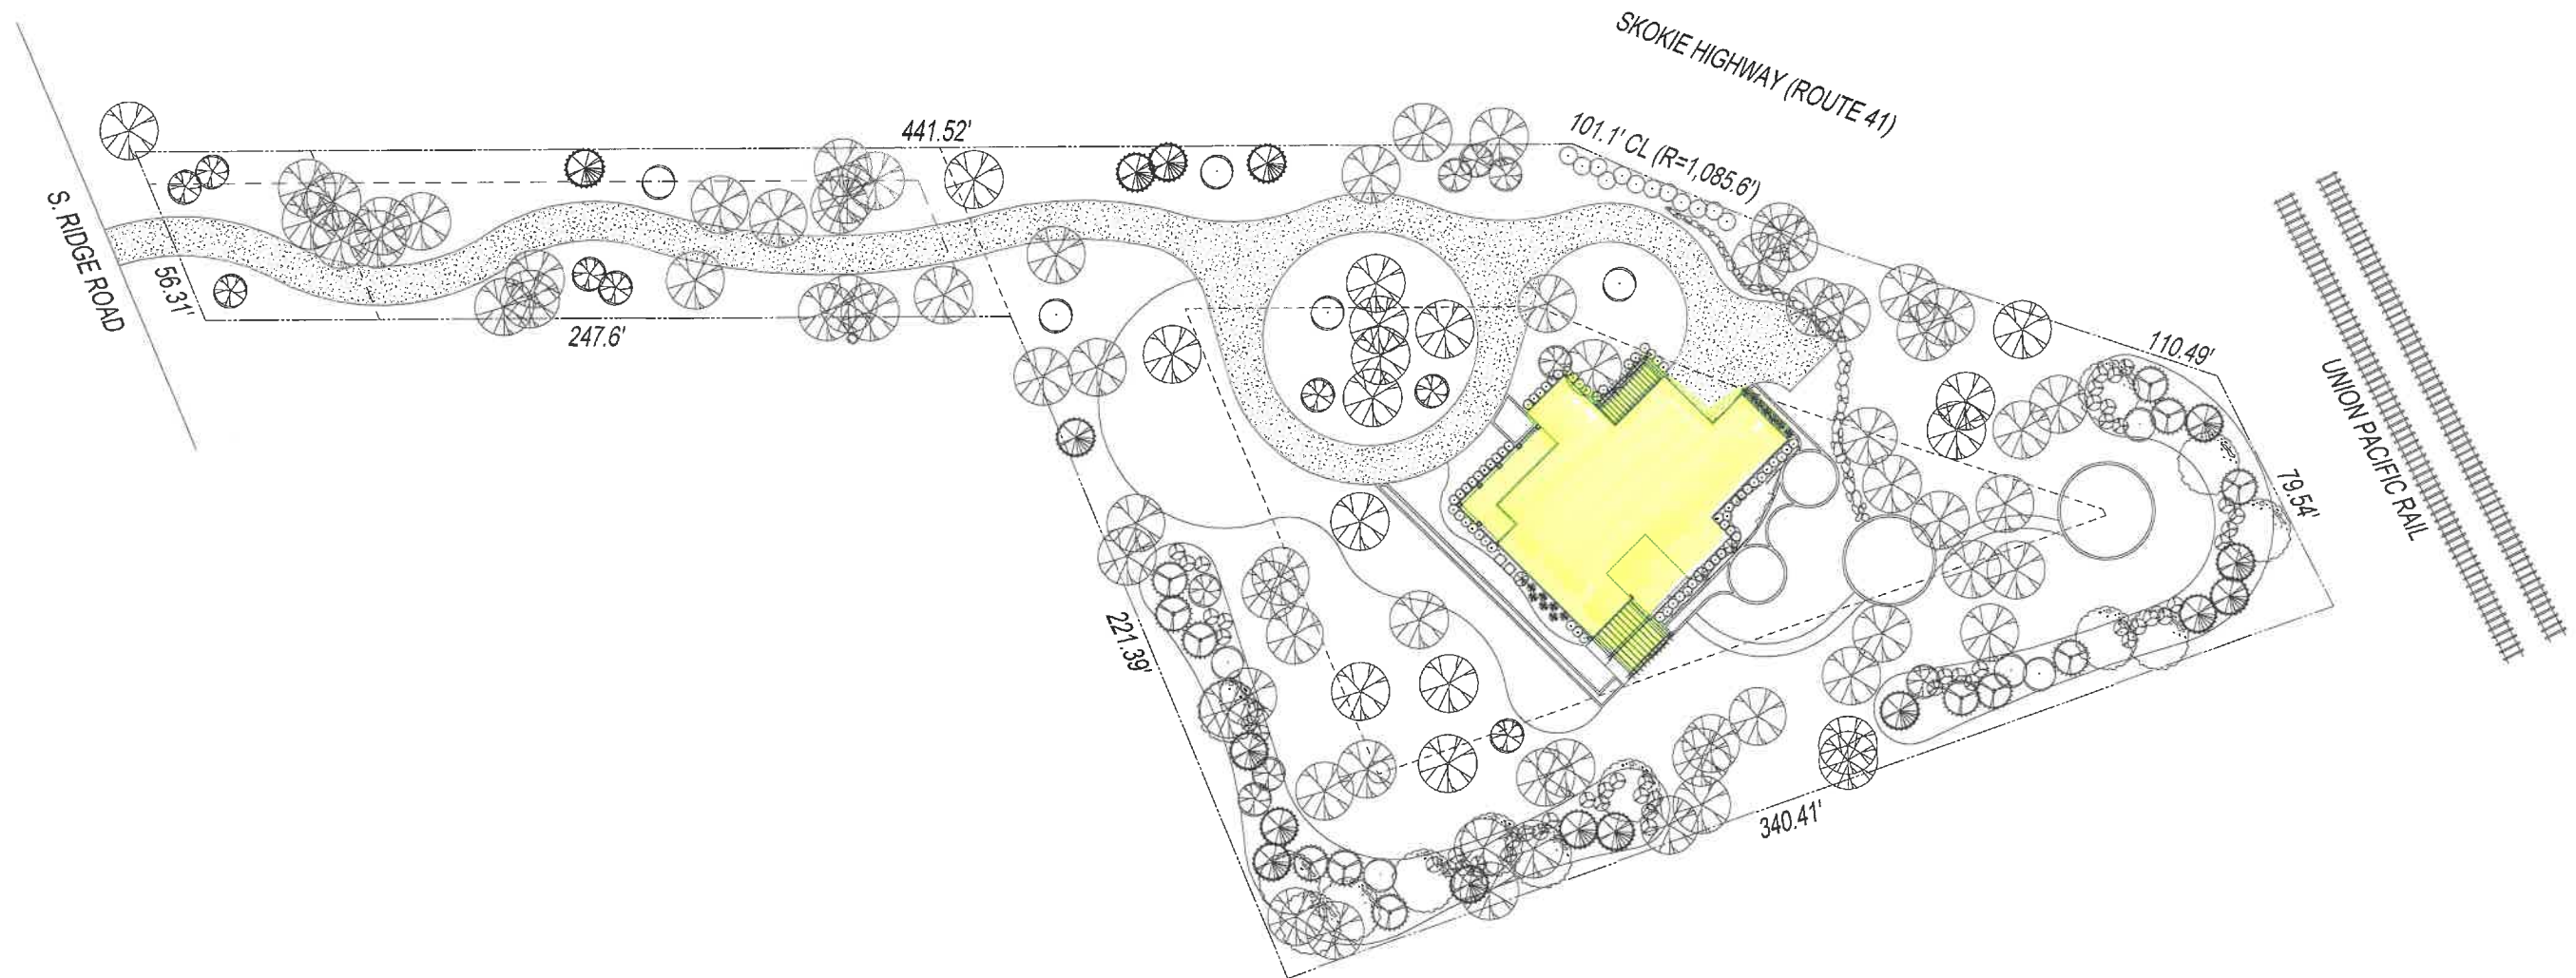 SKOKIE HIGHWAY (ROUTE 41)
441.52'
101.1' CL (R=1,085.6')
S. RIDGE ROAD
56.31'
247.6'
110.49'
UNION PACIFIC RAIL
79.54'
221.39'
340.41'